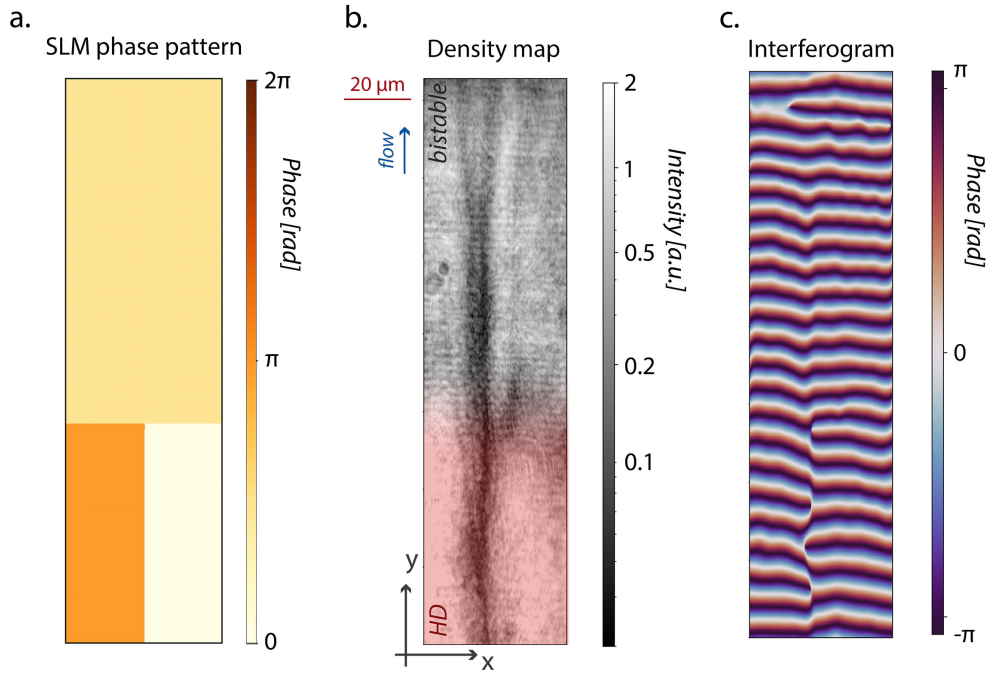 a.
SLM phase pattern
2π
π
0
Phase [rad]
b.
Density map
20 µm
flow
bistable
HD
y
x
2
1
0.5
0.2
0.1
Intensity [a.u.]
c.
Interferogram
π
0
-π
Phase [rad]